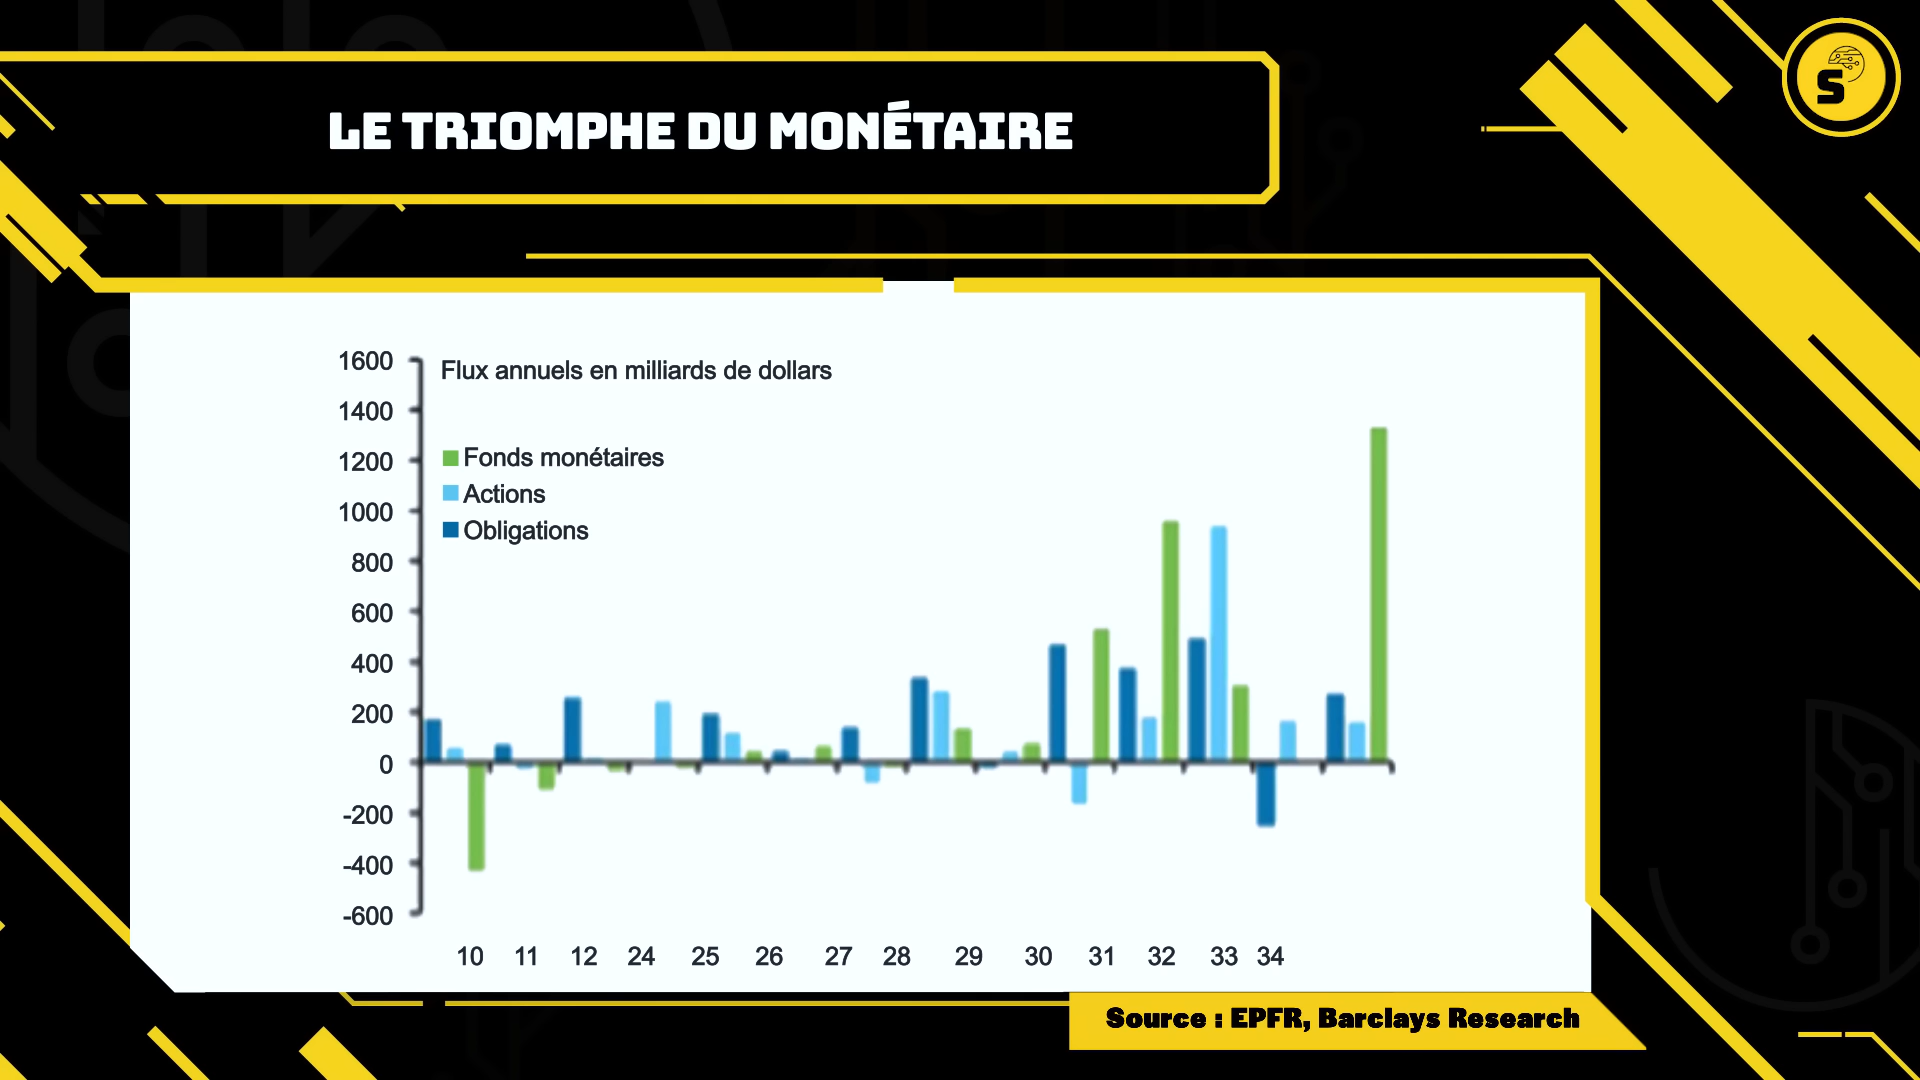 S
LE TRIOMPHE DU MONÉTAIRE
Flux annuels en milliards de dollars
Fonds monétaires
Actions
Obligations
1600
1400
1200
1000
800
600
400
200
0
-200
-400
-600
10 11 12 24 25 26 27 28 29 30 31 32 33 34
Source : EPFR, Barclays Research